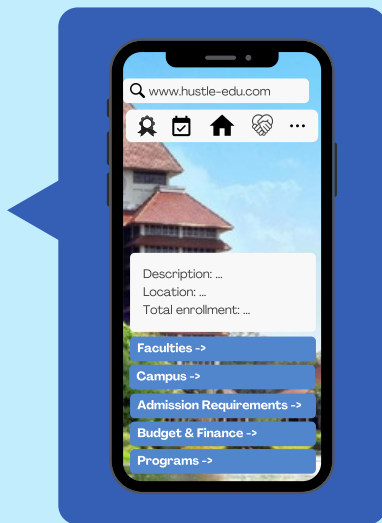 www.hustle-edu.com
...
Description: ...
Location: ...
Total enrollment: ...
Faculties ->
Campus ->
Admission Requirements ->
Budget & Finance ->
Programs ->